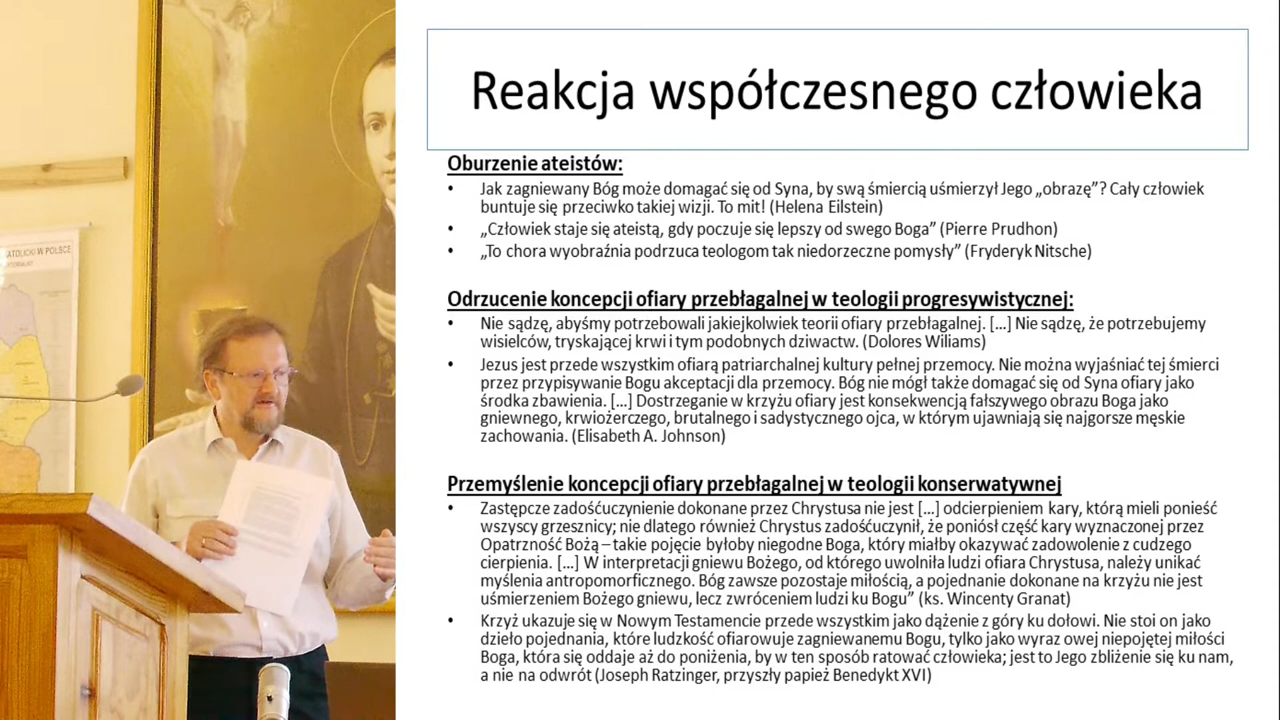 ATOLICKI W POLSCE
Reakcja współczesnego człowieka
Oburzenie ateistów:
• Jak zagniewany Bóg może domagać się od Syna, by swą śmiercią uśmierzył Jego „obrazę”? Cały człowiek
buntuje się przeciwko takiej wizji. To mit! (Helena Eilstein)
• „Człowiek staje się ateistą, gdy poczuje się lepszy od swego Boga” (Pierre Prudhon)
• „To chora wyobraźnia podrzuca teologom tak niedorzeczne pomysły” (Fryderyk Nitsche)
Odrzucenie koncepcji ofiary przebłagalnej w teologii progresywistycznej:
• Nie sądzę, abyśmy potrzebowali jakiejkolwiek teorii ofiary przebłagalnej. […] Nie sądzę, że potrzebujemy
wisielców, tryskającej krwi i tym podobnych dziwactw. (Dolores Wiliams)
• Jezus jest przede wszystkim ofiarą patriarchalnej kultury pełnej przemocy. Nie można wyjaśniać tej śmierci
przez przypisywanie Bogu akceptacji dla przemocy. Bóg nie mógł także domagać się od Syna ofiary jako
środka zbawienia. […] Dostrzeganie w krzyżu ofiary jest konsekwencją fałszywego obrazu Boga jako
gniewnego, krwiożerczego, brutalnego i sadystycznego ojca, w którym ujawniają się najgorsze męskie
zachowania. (Elisabeth A. Johnson)
Przemyślenie koncepcji ofiary przebłagalnej w teologii konserwatywnej
• Zastępcze zadośćuczynienie dokonane przez Chrystusa nie jest […] odcierpieniem kary, którą mieli ponieść
wszyscy grzesznicy; nie dlatego również Chrystus zadośćuczynił, że poniósł część kary wyznaczonej przez
Opatrzność Bożą – takie pojęcie byłoby niegodne Boga, który miałby okazywać zadowolenie z cudzego
cierpienia. […] W interpretacji gniewu Bożego, od którego uwolniła ludzi ofiara Chrystusa, należy unikać
myślenia antropomorficznego. Bóg zawsze pozostaje miłością, a pojednanie dokonane na krzyżu nie jest
uśmierzeniem Bożego gniewu, lecz zwróceniem ludzi ku Bogu” (ks. Wincenty Granat)
• Krzyż ukazuje się w Nowym Testamencie przede wszystkim jako dążenie z góry ku dołowi. Nie stoi on jako
dzieło pojednania, które ludzkość ofiarowuje zagniewanemu Bogu, tylko jako wyraz owej niepojętej miłości
Boga, która się oddaje aż do poniżenia, by w ten sposób ratować człowieka; jest to Jego zbliżenie się ku nam,
a nie na odwrót (Joseph Ratzinger, przyszły papież Benedykt XVI)